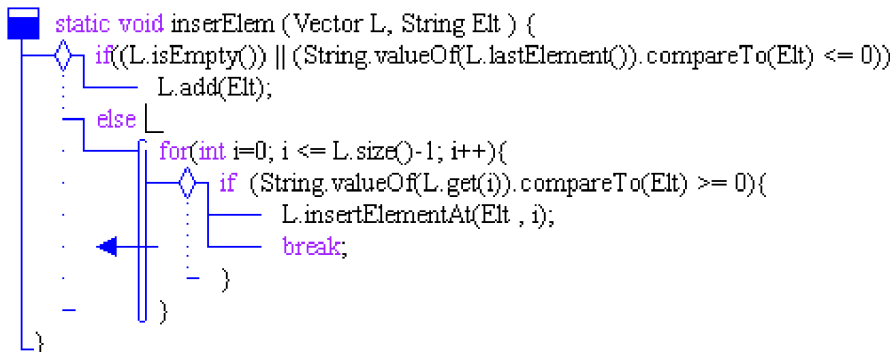 static void inserElem (Vector L, String Elt ) {
if((L.isEmpty()) || (String.valueOf(L.lastElement()).compareTo(Elt) <= 0))
L.add(Elt);
else
for(int i=0; i <= L.size()-1; i++){
if (String.valueOf(L.get(i)).compareTo(Elt) >= 0){
L.insertElementAt(Elt , i);
break;
}
}
}